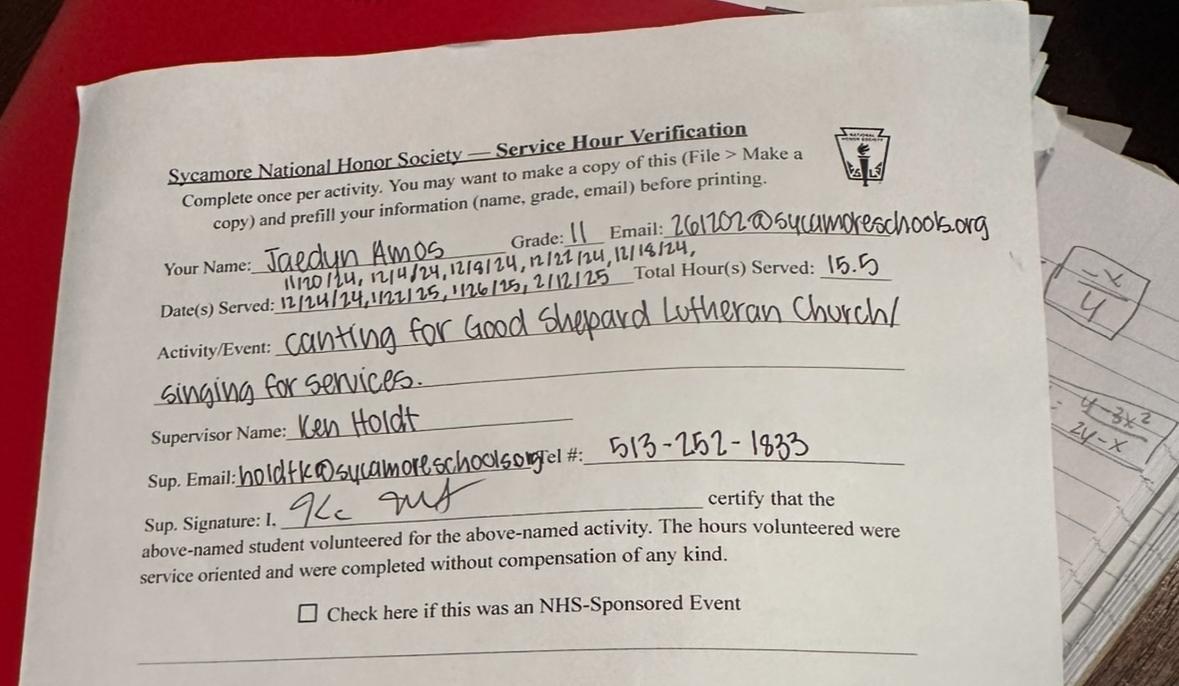 Sycamore National Honor Society — Service Hour Verification
Complete once per activity. You may want to make a copy of this (File > Make a
copy) and prefill your information (name, grade, email) before printing.
NATIONAL
HONOR SOCIETY
Your Name: Jaedyn Amos Grade: 11 Email: 261202@sycamoreschools.org
11/20/24, 12/4/24, 12/9/24, 12/22/24, 12/18/24,
Date(s) Served: 12/24/24, 1/22/25, 1/26/25, 2/12/25 Total Hour(s) Served: 15.5
Activity/Event: canting for Good Shepard Lutheran Church/
singing for services.
Supervisor Name: Ken Holdt
Sup. Email: holdtk@sycamoreschools.org Tel #: 513-252-1833
Sup. Signature: I, certify that the
above-named student volunteered for the above-named activity. The hours volunteered were
service oriented and were completed without compensation of any kind.
☐ Check here if this was an NHS-Sponsored Event
-x
4
= y-3x²
2y-x